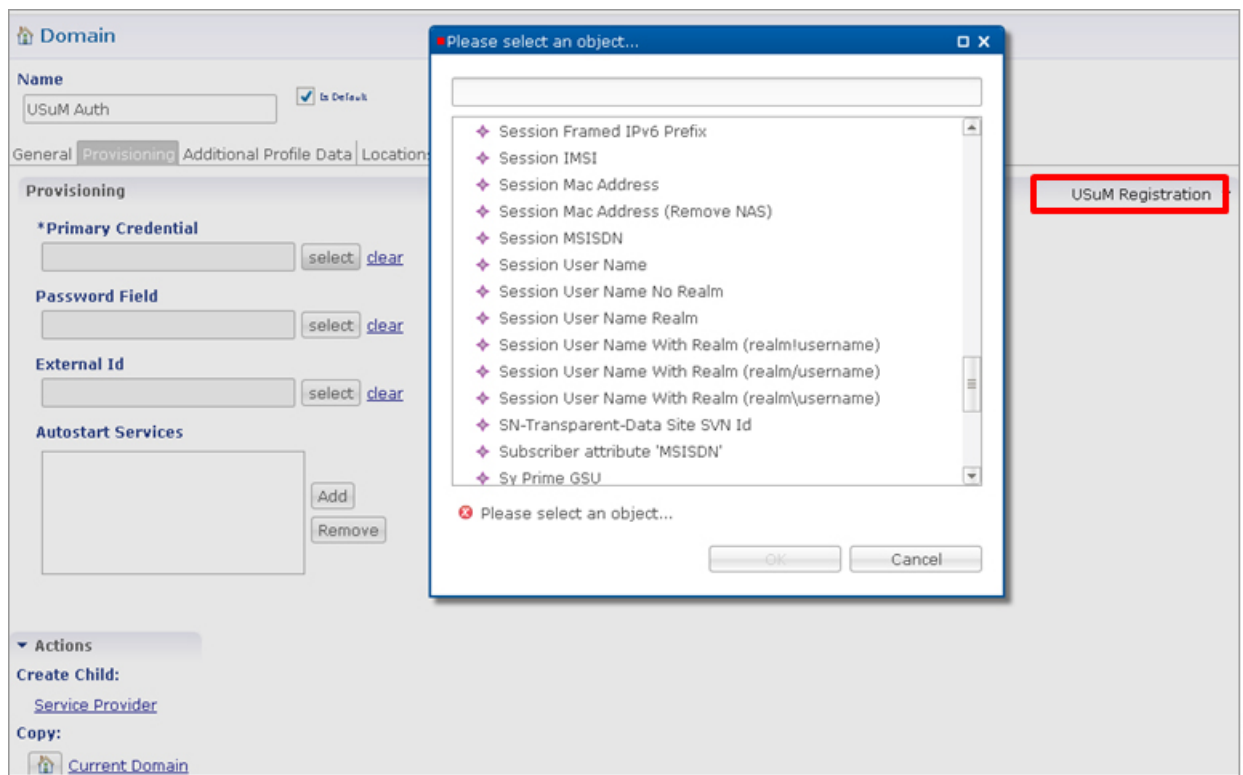 Domain
Name
USuM Auth
Is Default
General Provisioning Additional Profile Data Location
Provisioning
USuM Registration
*Primary Credential
select clear
Password Field
select clear
External Id
select clear
Autostart Services
Add
Remove
Actions
Create Child:
Service Provider
Copy:
Current Domain
Please select an object...
Session Framed IPv6 Prefix
Session IMSI
Session Mac Address
Session Mac Address (Remove NAS)
Session MSISDN
Session User Name
Session User Name No Realm
Session User Name Realm
Session User Name With Realm (realm!username)
Session User Name With Realm (realm/username)
Session User Name With Realm (realm\username)
SN-Transparent-Data Site SVN Id
Subscriber attribute 'MSISDN'
Sy Prime GSU
Please select an object...
OK Cancel